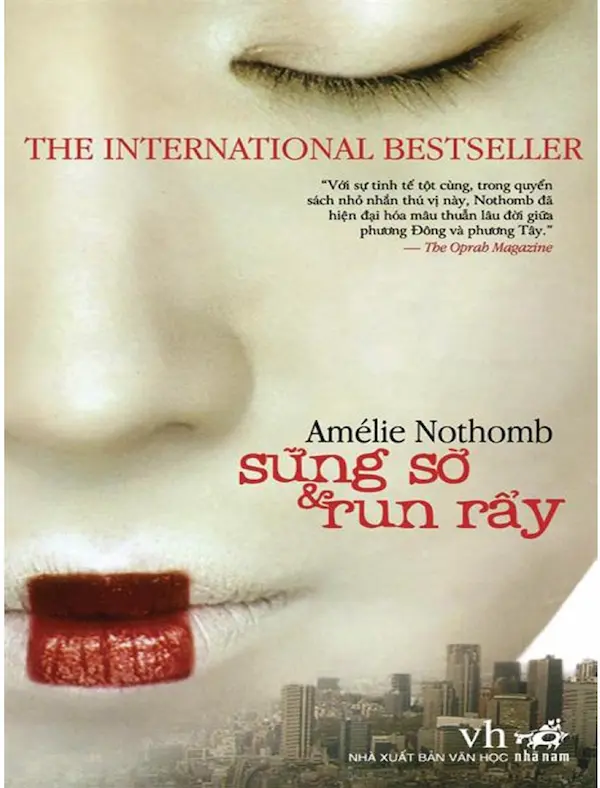 THE INTERNATIONAL BESTSELLER
“Với sự tinh tế tột cùng, trong quyển
sách nhỏ nhắn thú vị này, Nothomb đã
hiện đại hóa mâu thuẫn lâu đời giữa
phương Đông và phương Tây.”
— The Oprah Magazine
Amélie Nothomb
sững sờ
& run rẩy
vh
NHÀ XUẤT BẢN VĂN HỌC nhã nam